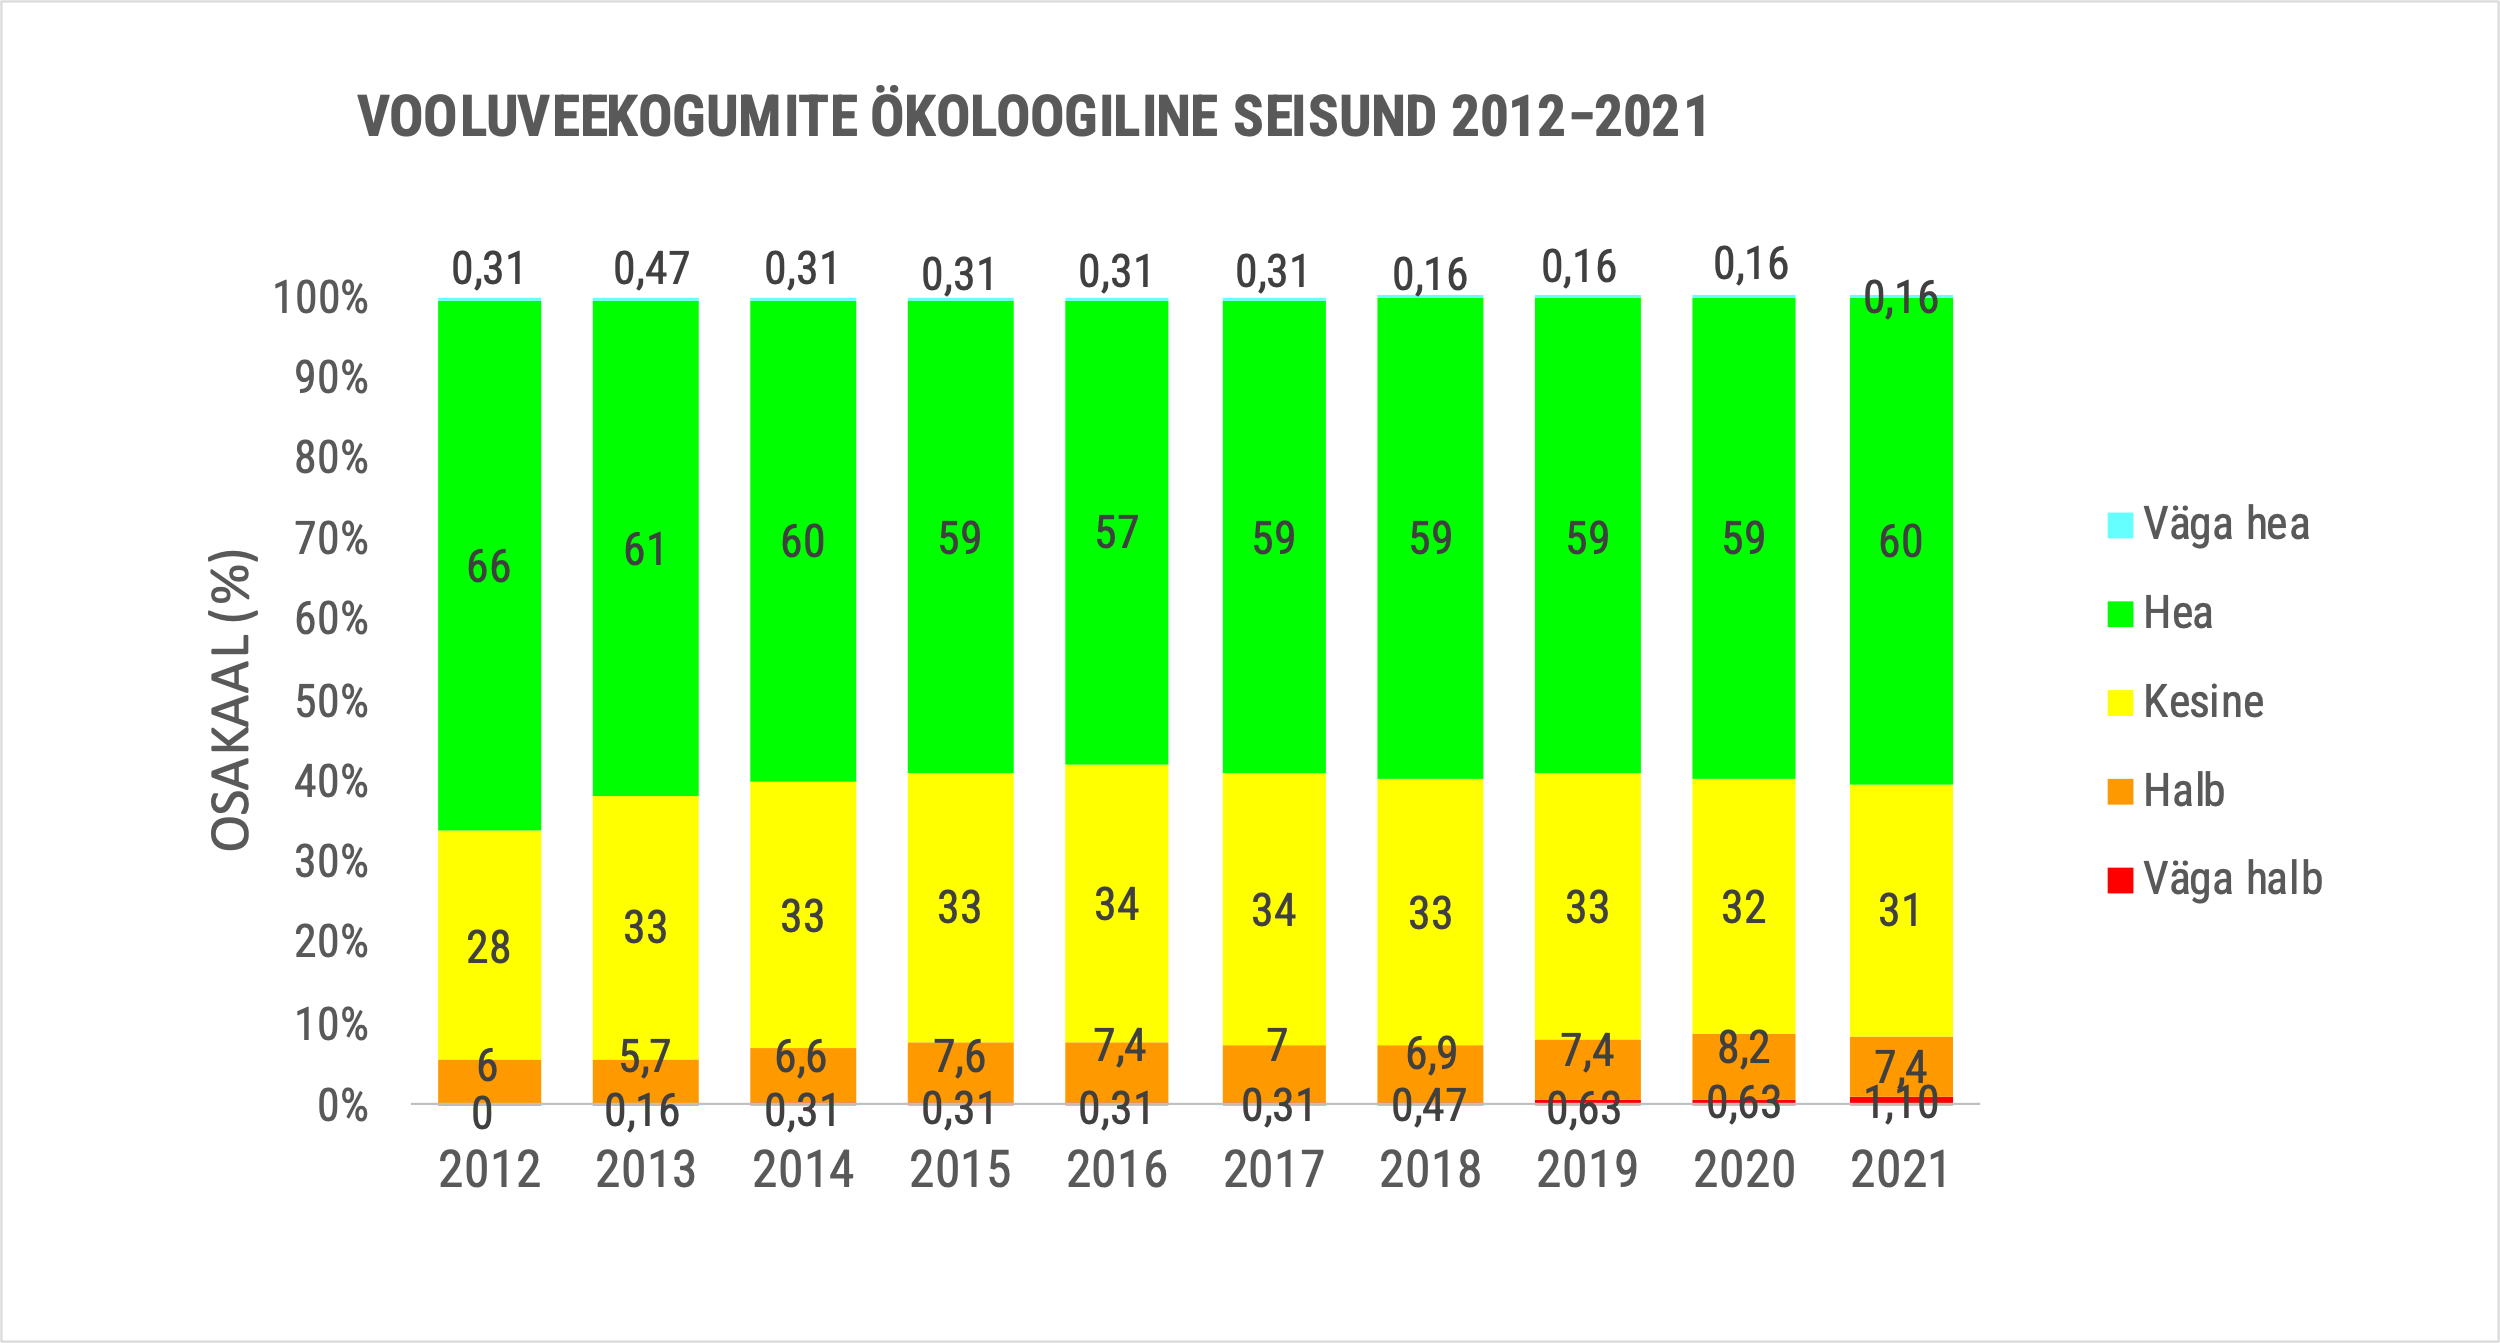 VOOLUVEEKOGUMITE ÖKOLOOGILINE SEISUND 2012–2021
OSAKAAL (%)
100%
90%
80%
70%
60%
50%
40%
30%
20%
10%
0%
0,31 0,47 0,31 0,31 0,31 0,31 0,16 0,16 0,16 0,16
66 61 60 59 57 59 59 59 59 60
28 33 33 33 34 34 33 33 32 31
6 5,7 6,6 7,6 7,4 7 6,9 7,4 8,2 7,4
0 0,16 0,31 0,31 0,31 0,31 0,47 0,63 0,63 1,10
2012 2013 2014 2015 2016 2017 2018 2019 2020 2021
Väga hea
Hea
Kesine
Halb
Väga halb